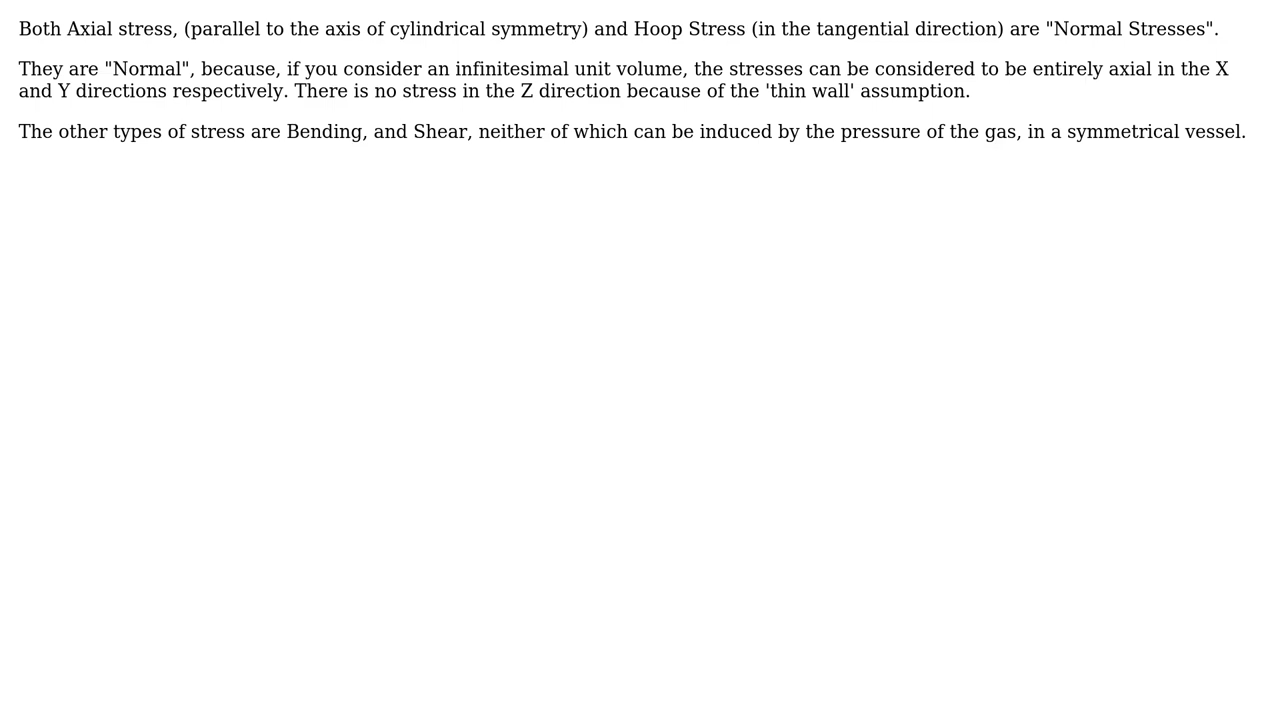 Both Axial stress, (parallel to the axis of cylindrical symmetry) and Hoop Stress (in the tangential direction) are "Normal Stresses".
They are "Normal", because, if you consider an infinitesimal unit volume, the stresses can be considered to be entirely axial in the X
and Y directions respectively. There is no stress in the Z direction because of the 'thin wall' assumption.
The other types of stress are Bending, and Shear, neither of which can be induced by the pressure of the gas, in a symmetrical vessel.